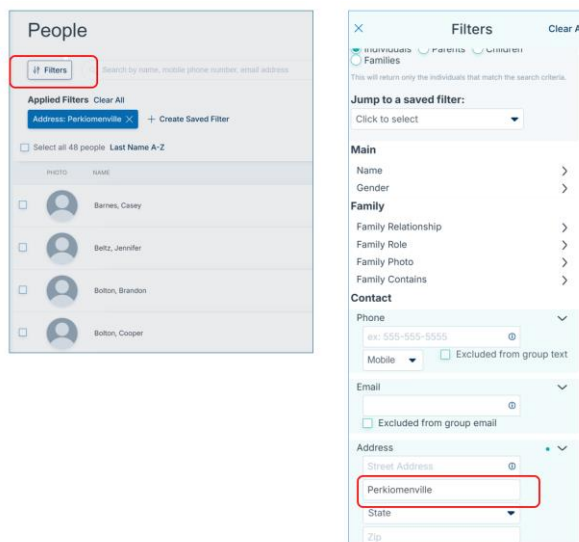 People
Filters
Search by name, mobile phone number, email address
Applied Filters Clear All
Address: Perkiomenville
+ Create Saved Filter
Select all 48 people Last Name A-Z
PHOTO NAME
Barnes, Casey
Beltz, Jennifer
Bolton, Brandon
Bolton, Cooper
Filters
Clear A
Individuals Parents Children
Families
This will return only the individuals that match the search criteria.
Jump to a saved filter:
Click to select
Main
Name
Gender
Family
Family Relationship
Family Role
Family Photo
Family Contains
Contact
Phone
ex: 555-555-5555
Mobile
Excluded from group text
Email
Excluded from group email
Address
Street Address
Perkiomenville
State
Zip